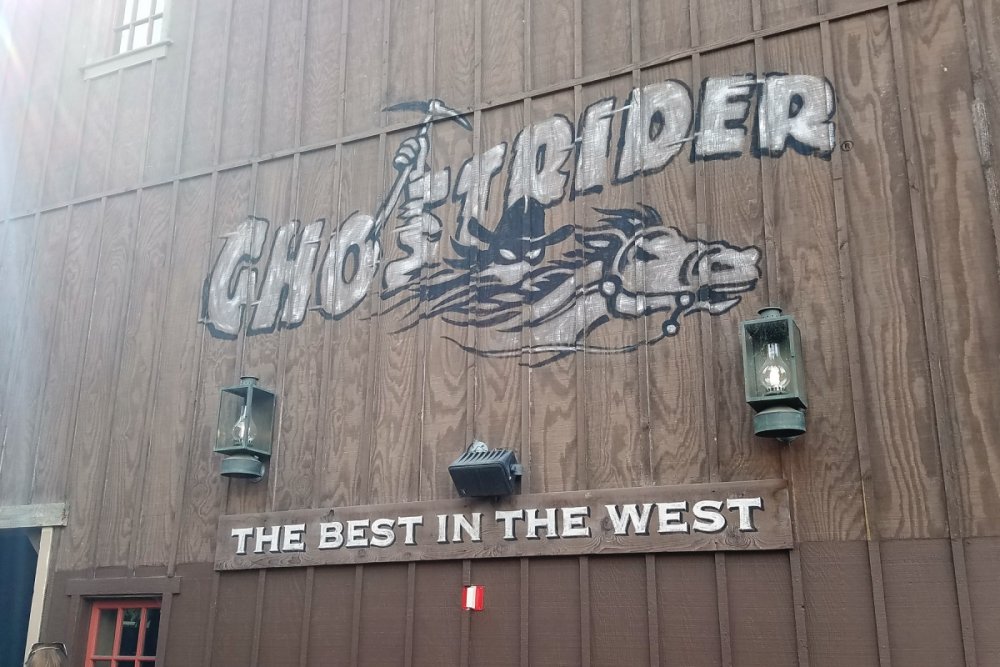 GHOSTRIDER®
THE BEST IN THE WEST